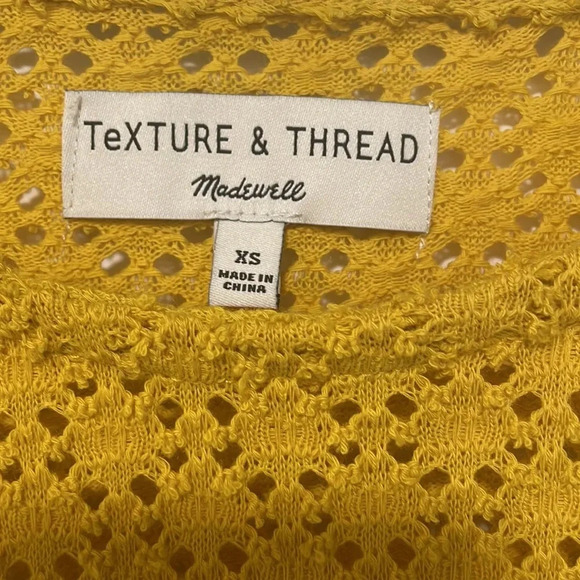 TeXTURE & THREAD
Madewell
XS
MADE IN
CHINA